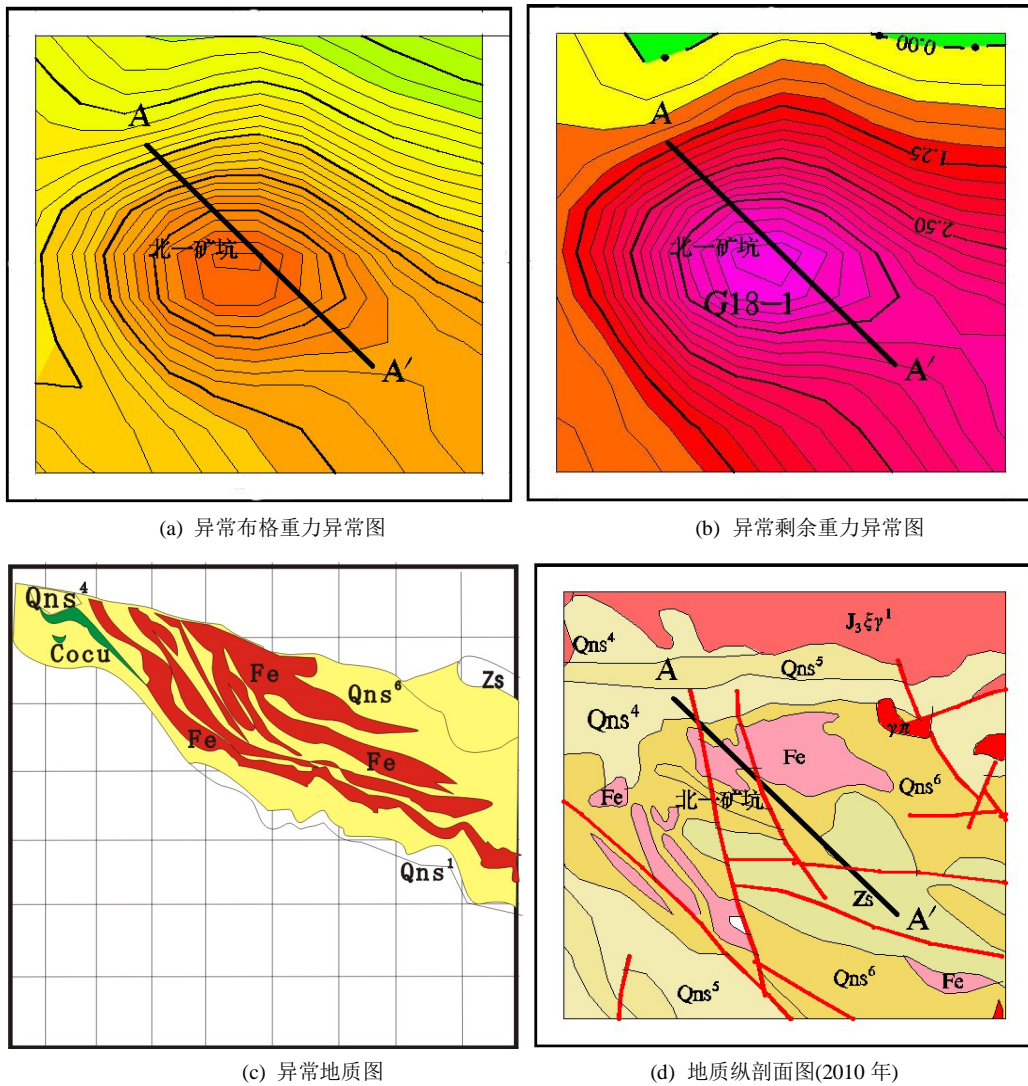 A
北一矿坑
A′
(a) 异常布格重力异常图
0.00
A
1.25
2.50
北一矿坑
G18-1
A′
(b) 异常剩余重力异常图
Qns⁴
Cocu
Fe
Qns⁶
Zs
Fe
Fe
Qns¹
(c) 异常地质图
J₃ξγ¹
Qns⁴
Qns⁵
A
Qns⁴
γπ
Fe
Qns⁶
Fe
北一矿坑
Zs
A′
Qns⁶
Qns⁵
Fe
(d) 地质纵剖面图(2010 年)